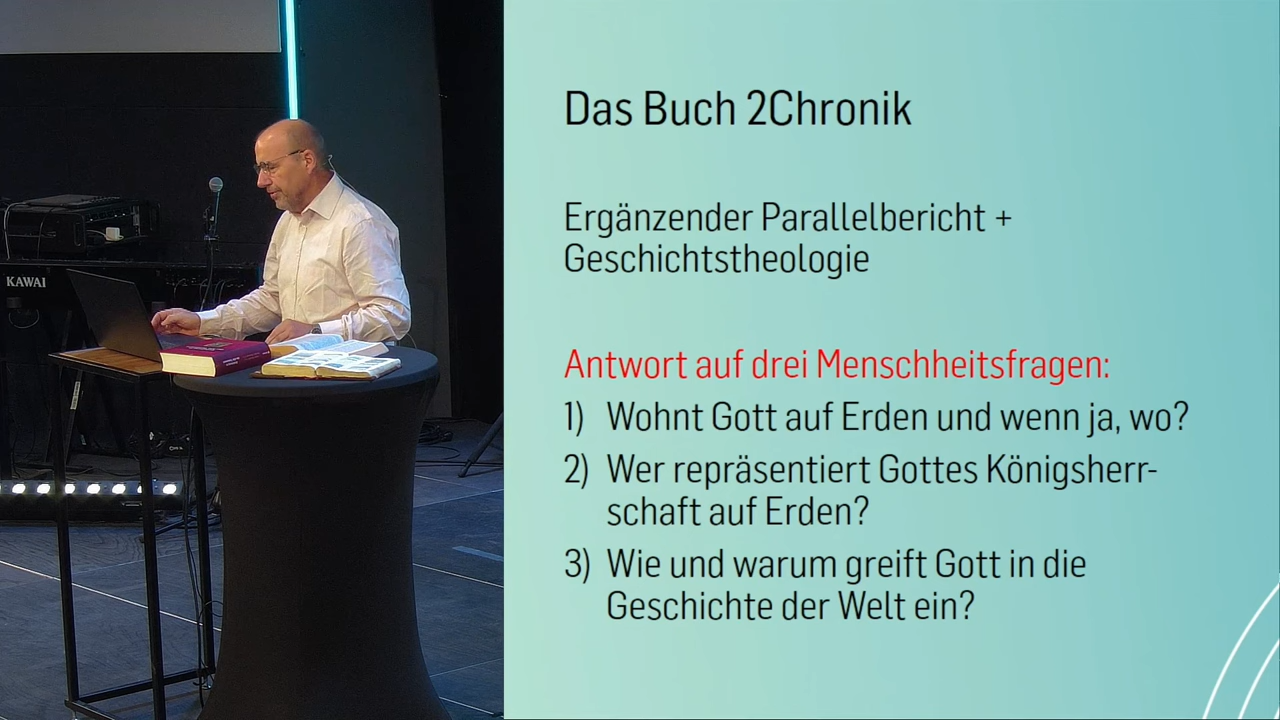 KAWAI
Das Buch 2Chronik
Ergänzender Parallelbericht +
Geschichtstheologie
Antwort auf drei Menschheitsfragen:
1) Wohnt Gott auf Erden und wenn ja, wo?
2) Wer repräsentiert Gottes Königsherr-
schaft auf Erden?
3) Wie und warum greift Gott in die
Geschichte der Welt ein?